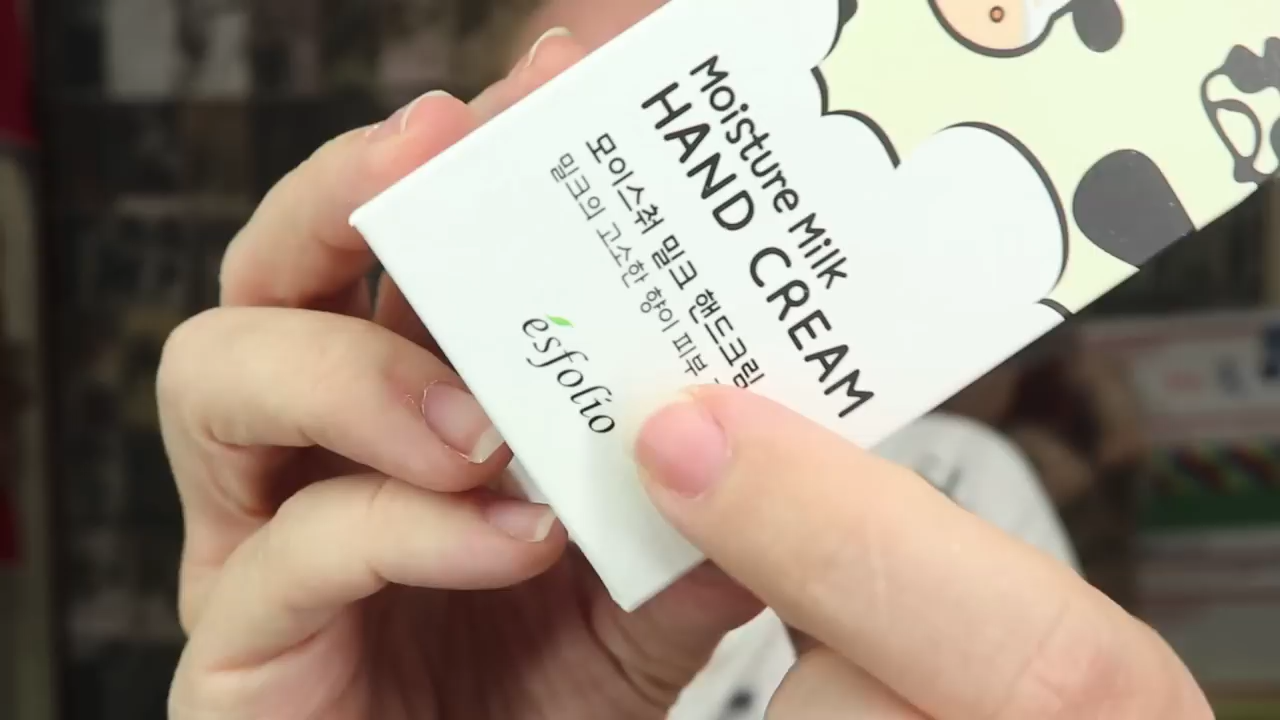 Moisture Milk
HAND CREAM
모이스춰 밀크 핸드크림
밀크의 고소한 향이 피부
ésfolio